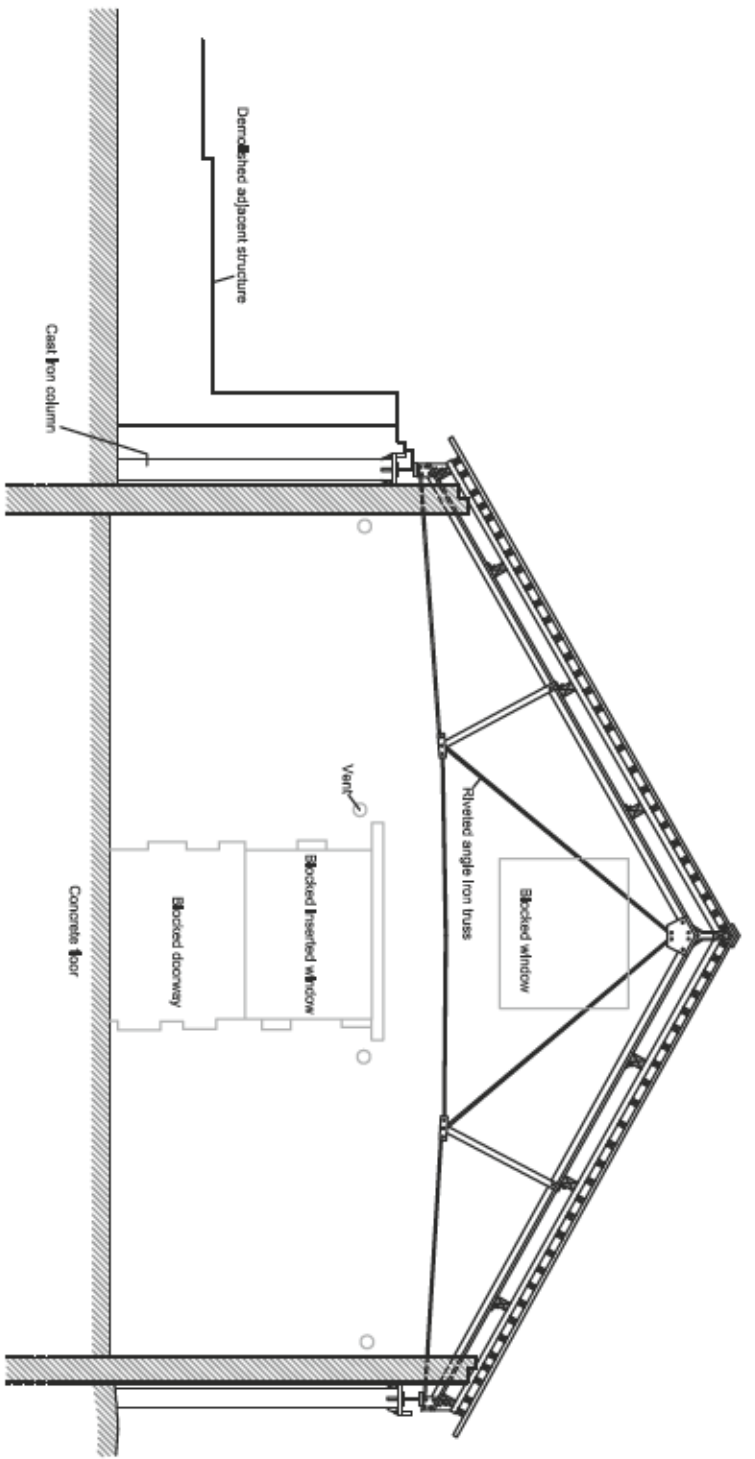 Demolished adjacent structure
Cast iron column
Riveted angle iron truss
Blocked window
Vent
Blocked inserted window
Blocked doorway
Concrete floor